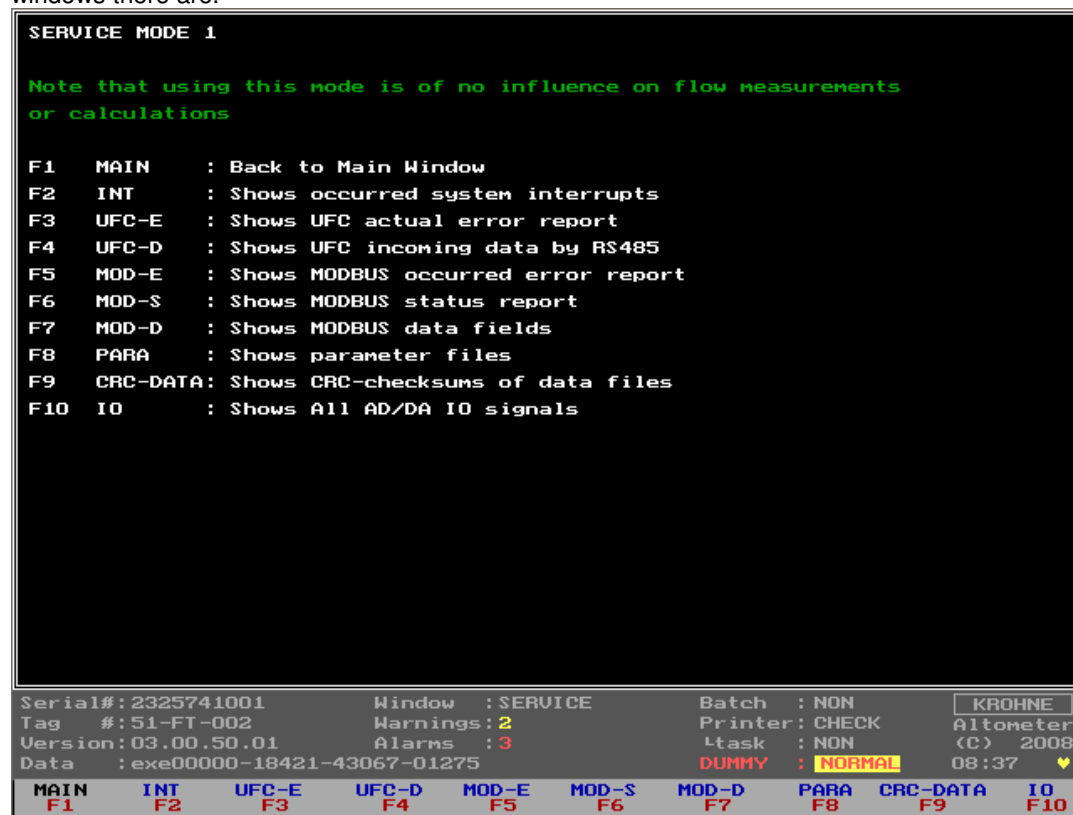 windows there are.
SERVICE MODE 1
Note that using this mode is of no influence on flow measurements
or calculations
F1 MAIN : Back to Main Window
F2 INT : Shows occurred system interrupts
F3 UFC-E : Shows UFC actual error report
F4 UFC-D : Shows UFC incoming data by RS485
F5 MOD-E : Shows MODBUS occurred error report
F6 MOD-S : Shows MODBUS status report
F7 MOD-D : Shows MODBUS data fields
F8 PARA : Shows parameter files
F9 CRC-DATA: Shows CRC-checksums of data files
F10 IO : Shows All AD/DA IO signals
Serial#:2325741001 Window :SERVICE Batch : NON KROHNE
Tag #:51-FT-002 Warnings:2 Printer: CHECK Altometer
Version:03.00.50.01 Alarms :3 Ltask : NON (C) 2008
Data :exe00000-18421-43067-01275 DUMMY : NORMAL 08:37 ♥
MAIN INT UFC-E UFC-D MOD-E MOD-S MOD-D PARA CRC-DATA IO
F1 F2 F3 F4 F5 F6 F7 F8 F9 F10